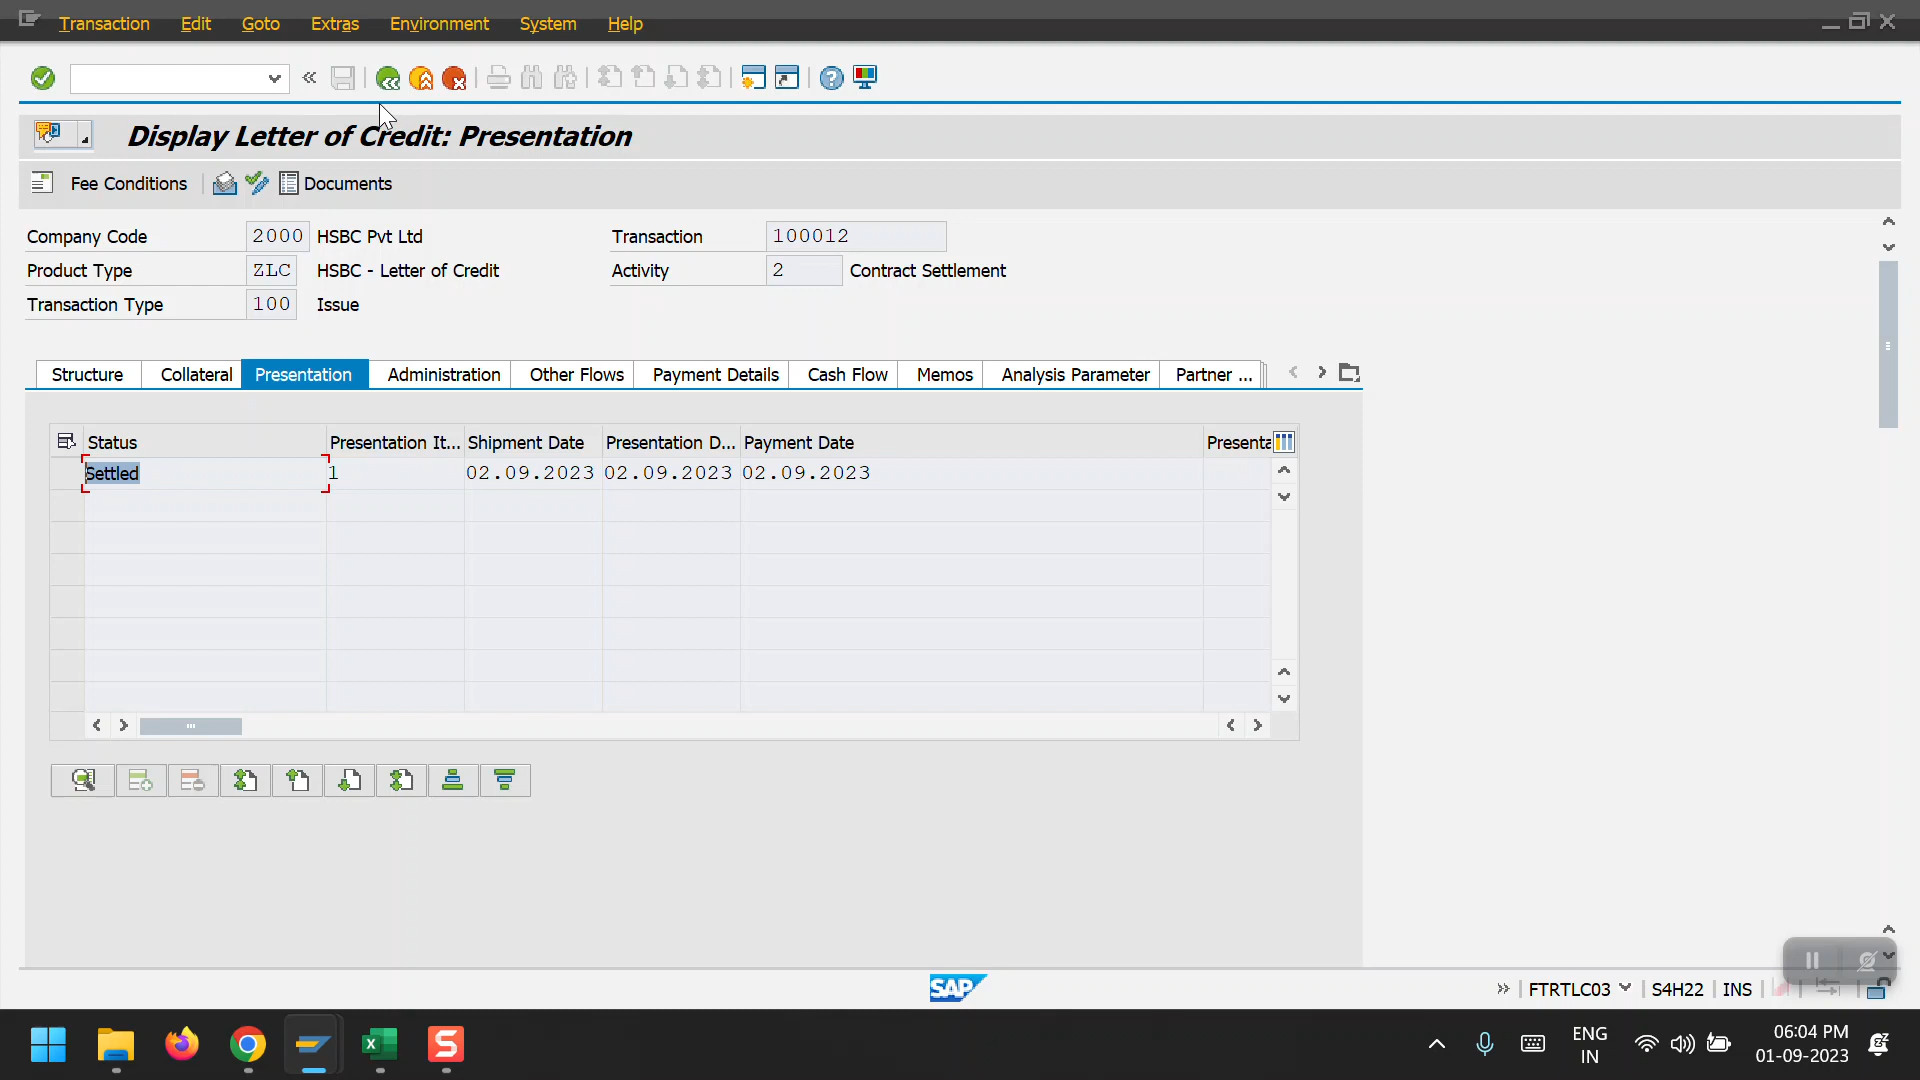 Transaction Edit Goto Extras Environment System Help
Display Letter of Credit: Presentation
Fee Conditions Documents
Company Code 2000 HSBC Pvt Ltd Transaction 100012
Product Type ZLC HSBC - Letter of Credit Activity 2 Contract Settlement
Transaction Type 100 Issue
Structure Collateral Presentation Administration Other Flows Payment Details Cash Flow Memos Analysis Parameter Partner ...
Status Presentation It... Shipment Date Presentation D... Payment Date Presenta
Settled 1 02.09.2023 02.09.2023 02.09.2023
SAP
FTRTLC03 S4H22 INS
X S ENG 06:04 PM
IN 01-09-2023